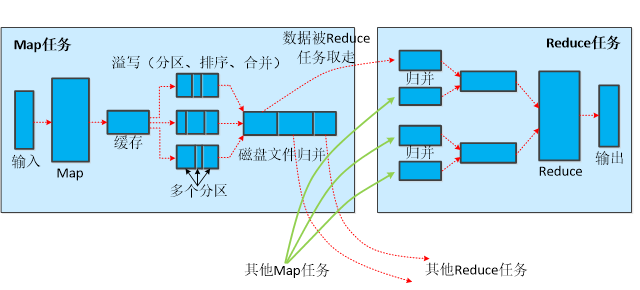 Map任务
溢写（分区、排序、合并）
数据被Reduce
任务取走
Reduce任务
输入
Map
缓存
多个分区
磁盘文件归并
归并
归并
Reduce
输出
其他Map任务
其他Reduce任务